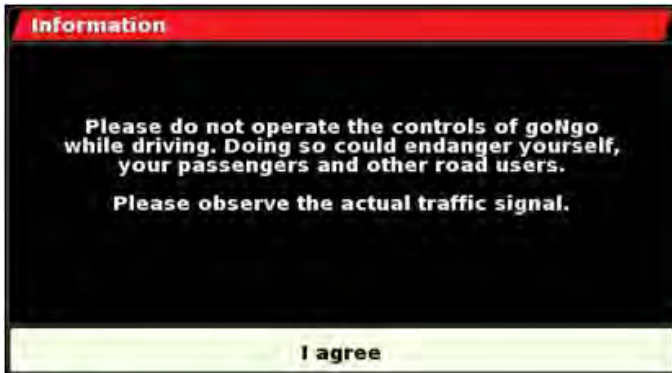 Information
Please do not operate the controls of goNgo
while driving. Doing so could endanger yourself,
your passengers and other road users.
Please observe the actual traffic signal.
I agree